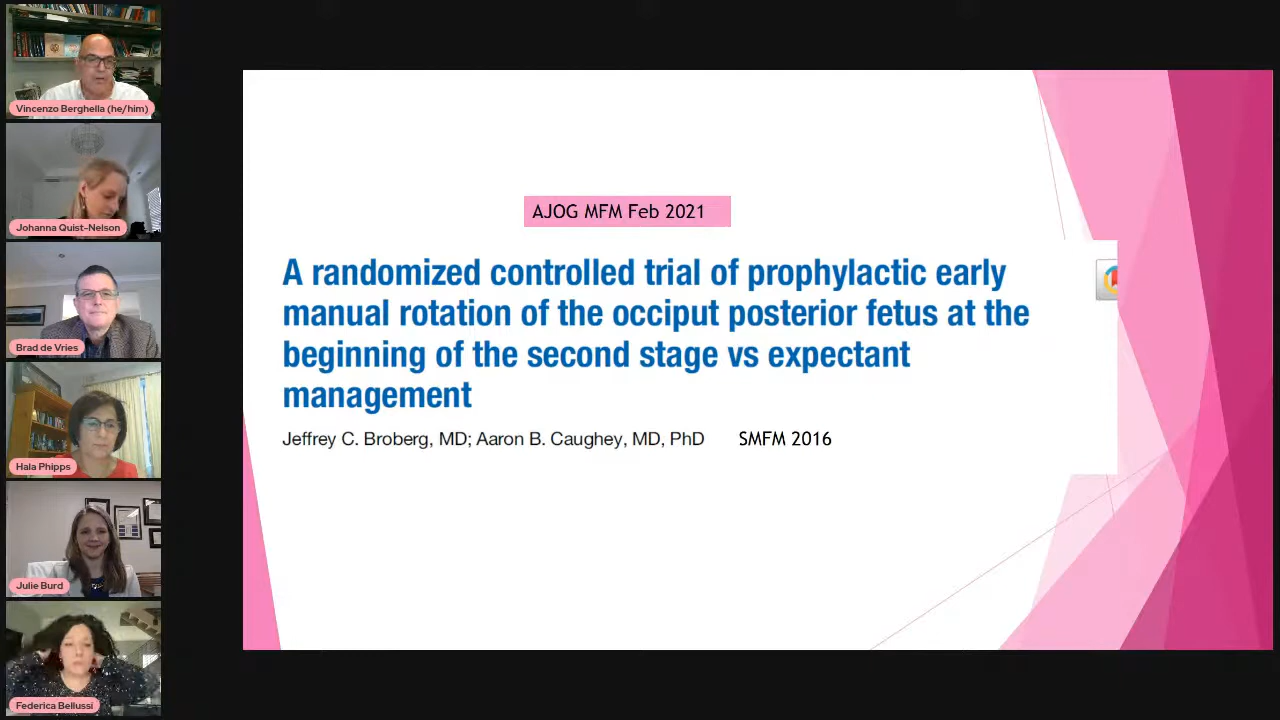 Vincenzo Berghella (he/him)
Johanna Quist-Nelson
Brad de Vries
Hala Phipps
Julie Burd
Federica Bellussi
AJOG MFM Feb 2021
A randomized controlled trial of prophylactic early
manual rotation of the occiput posterior fetus at the
beginning of the second stage vs expectant
management
Jeffrey C. Broberg, MD; Aaron B. Caughey, MD, PhD
SMFM 2016